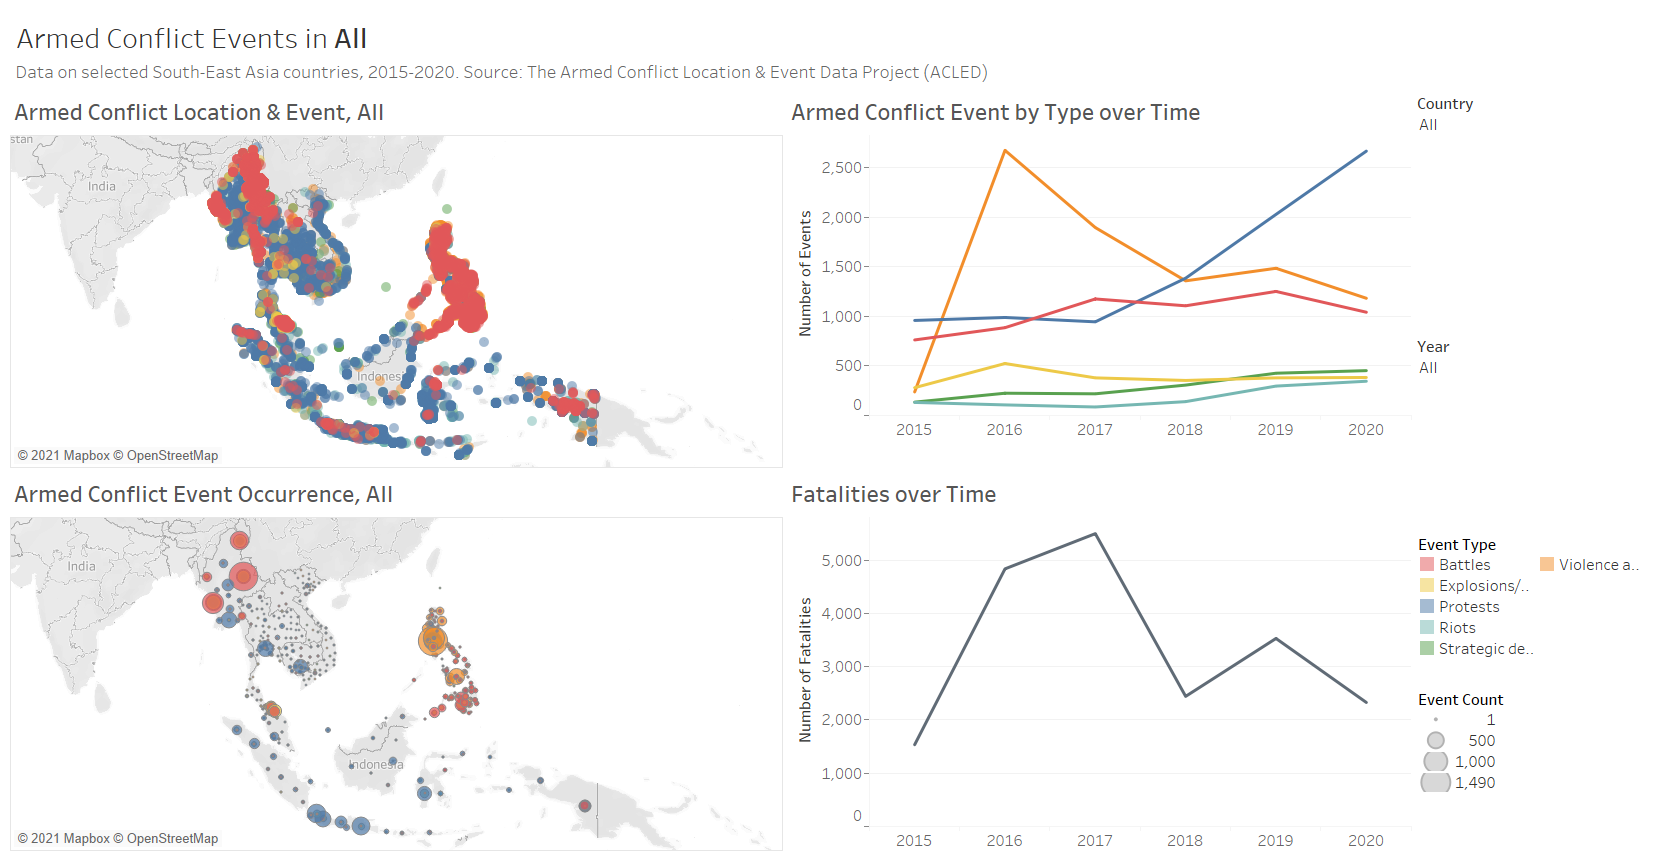 Armed Conflict Events in All
Data on selected South-East Asia countries, 2015-2020. Source: The Armed Conflict Location & Event Data Project (ACLED)
Armed Conflict Location & Event, All
stan
India
Indonesi
© 2021 Mapbox © OpenStreetMap
Armed Conflict Event by Type over Time
Number of Events
2,500
2,000
1,500
1,000
500
0
2015 2016 2017 2018 2019 2020
Country
All
Year
All
Armed Conflict Event Occurrence, All
India
Indonesia
© 2021 Mapbox © OpenStreetMap
Fatalities over Time
Number of Fatalities
5,000
4,000
3,000
2,000
1,000
0
2015 2016 2017 2018 2019 2020
Event Type
Battles Violence a..
Explosions/..
Protests
Riots
Strategic de..
Event Count
1
500
1,000
1,490